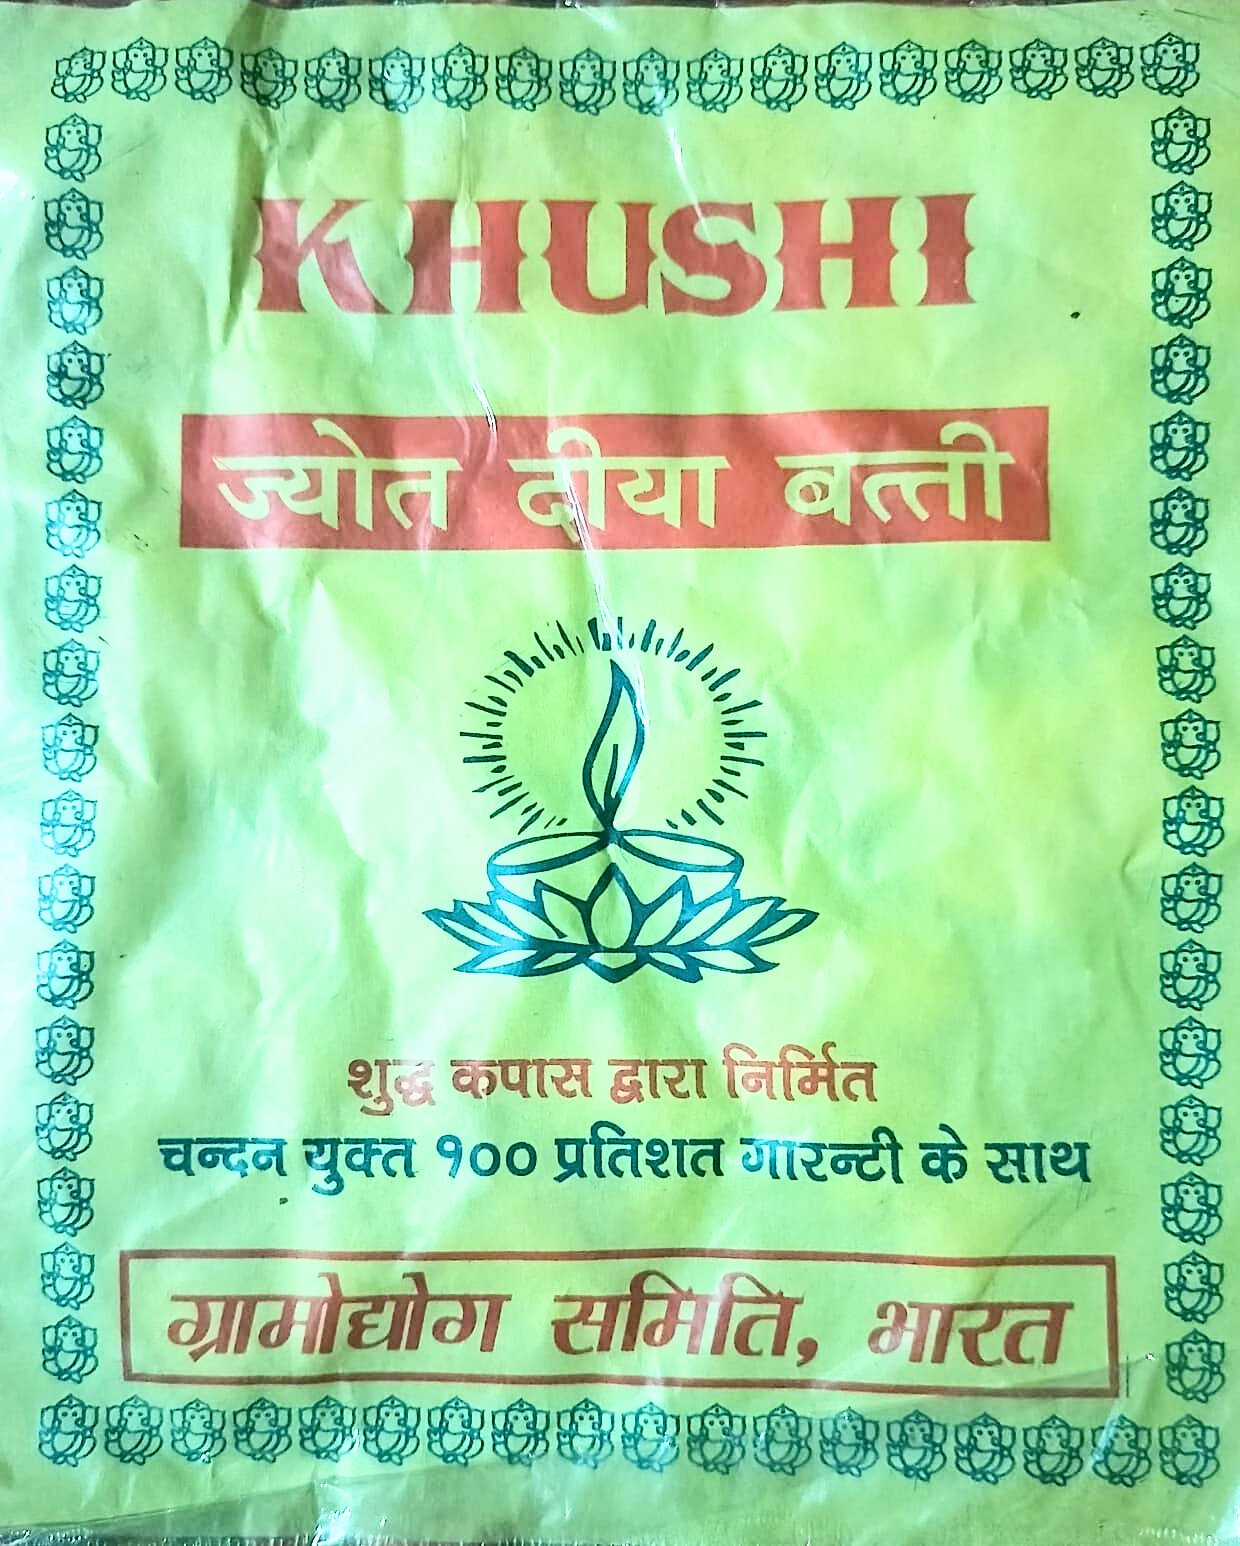 KHUSHI
ज्योत दीया बत्ती
शुद्ध कपास द्वारा निर्मित
चन्दन युक्त १०० प्रतिशत गारन्टी के साथ
ग्रामोद्योग समिति, भारत